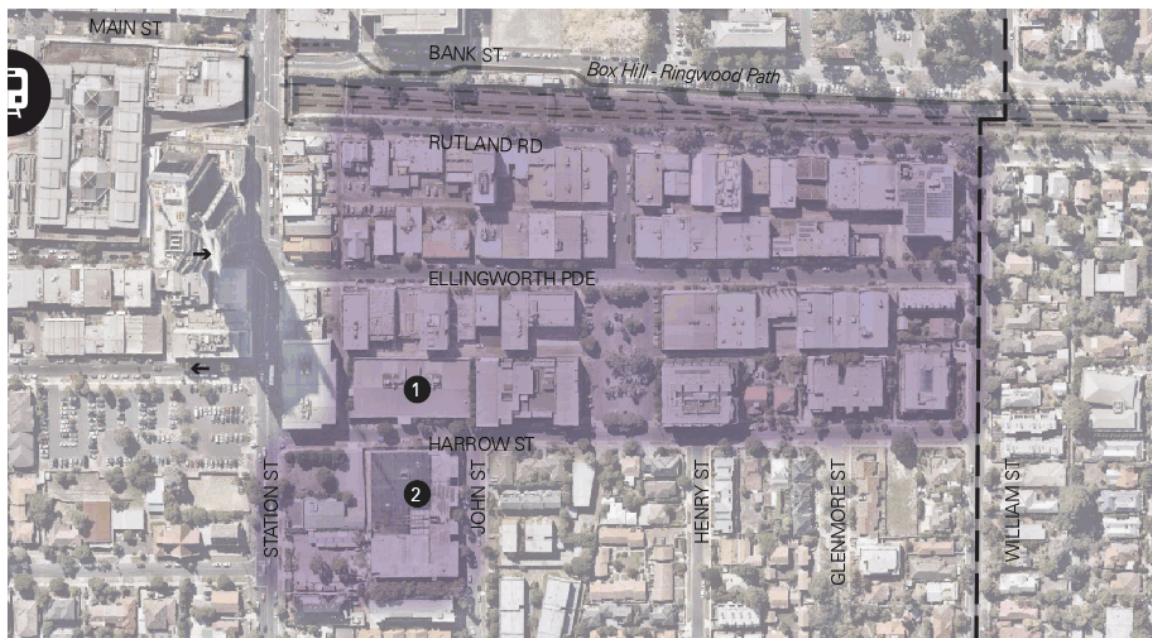 MAIN ST
BANK ST
Box Hill - Ringwood Path
RUTLAND RD
ELLINGWORTH PDE
1
HARROW ST
2
STATION ST
JOHN ST
HENRY ST
GLENMORE ST
WILLIAM ST